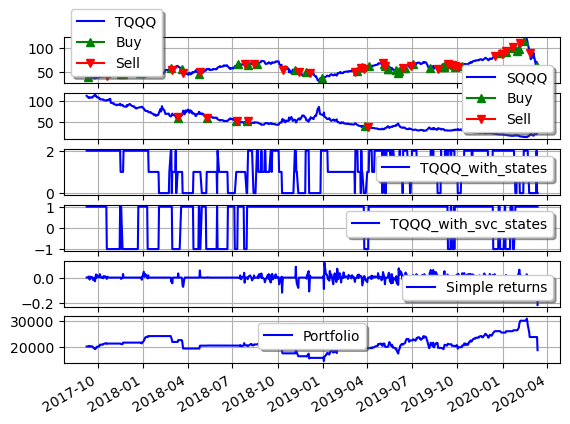 TQQQ
Buy
Sell
100
50
SQQQ
Buy
Sell
100
50
2
0
TQQQ_with_states
1
0
−1
TQQQ_with_svc_states
0.0
−0.2
Simple returns
30000
20000
Portfolio
2017-10 2018-01 2018-04 2018-07 2018-10 2019-01 2019-04 2019-07 2019-10 2020-01 2020-04